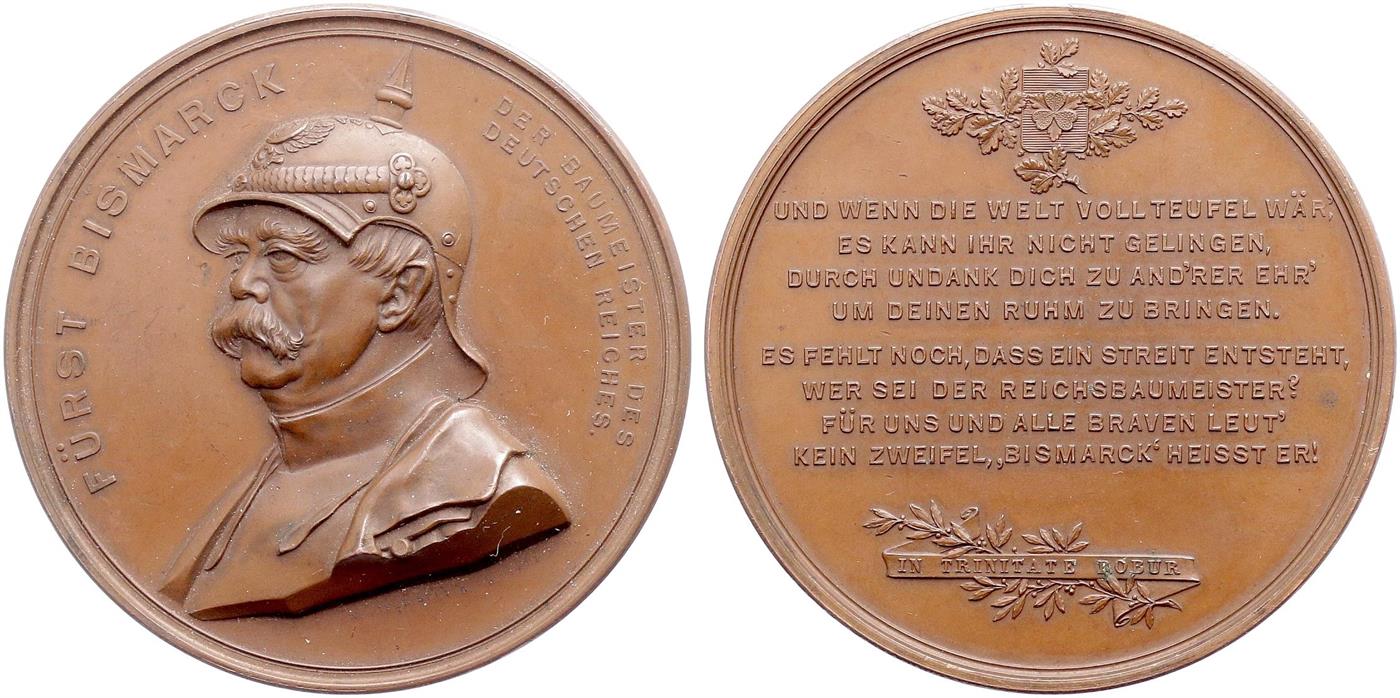 FÜRST BISMARCK
DER BAUMEISTER DES
DEUTSCHEN REICHES.
UND WENN DIE WELT VOLL TEUFEL WÄR',
ES KANN IHR NICHT GELINGEN,
DURCH UNDANK DICH ZU AND'RER EHR'
UM DEINEN RUHM ZU BRINGEN.
ES FEHLT NOCH, DASS EIN STREIT ENTSTEHT,
WER SEI DER REICHSBAUMEISTER?
FÜR UNS UND ALLE BRAVEN LEUT'
KEIN ZWEIFEL, „BISMARCK“ HEISST ER!
IN TRINITATE ROBUR